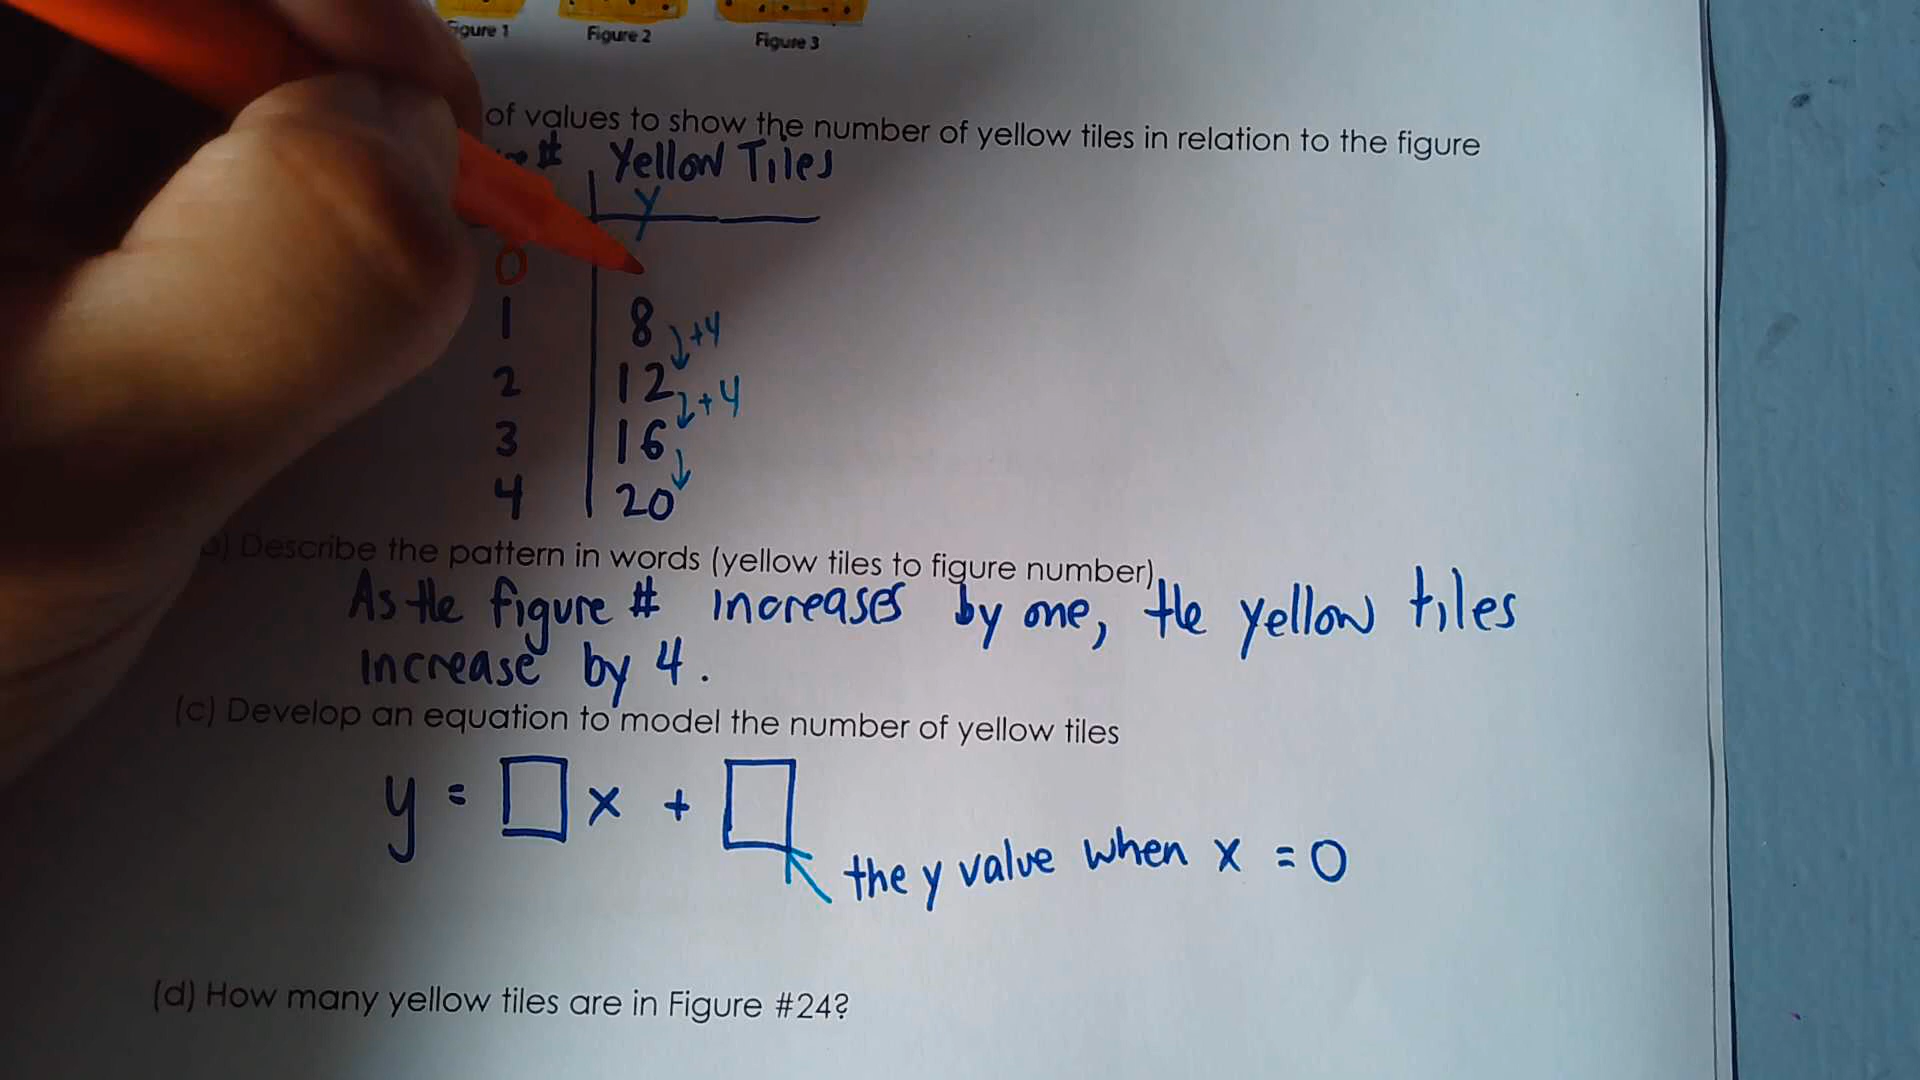 Figure 1 Figure 2 Figure 3
of values to show the number of yellow tiles in relation to the figure
# Yellow Tiles
y
0
1 8 +4
2 12 +4
3 16
4 20
b) Describe the pattern in words (yellow tiles to figure number)
As the figure # increases by one, the yellow tiles
increase by 4.
(c) Develop an equation to model the number of yellow tiles
y = □x + □
the y value when x = 0
(d) How many yellow tiles are in Figure #24?